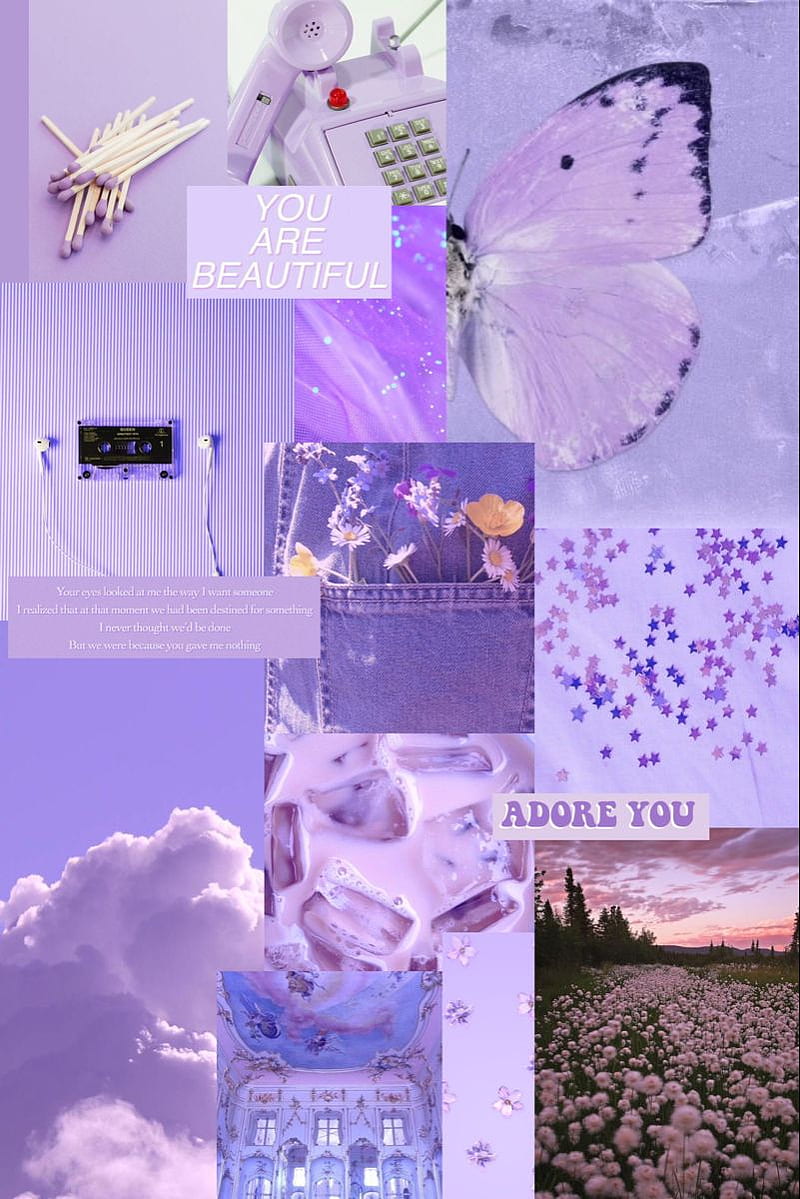 YOU
ARE
BEAUTIFUL
1
Your eyes looked at me the way I want someone
I realized that at that moment we had been destined for something
I never thought we'd be done
But we were because you gave me nothing
ADORE YOU